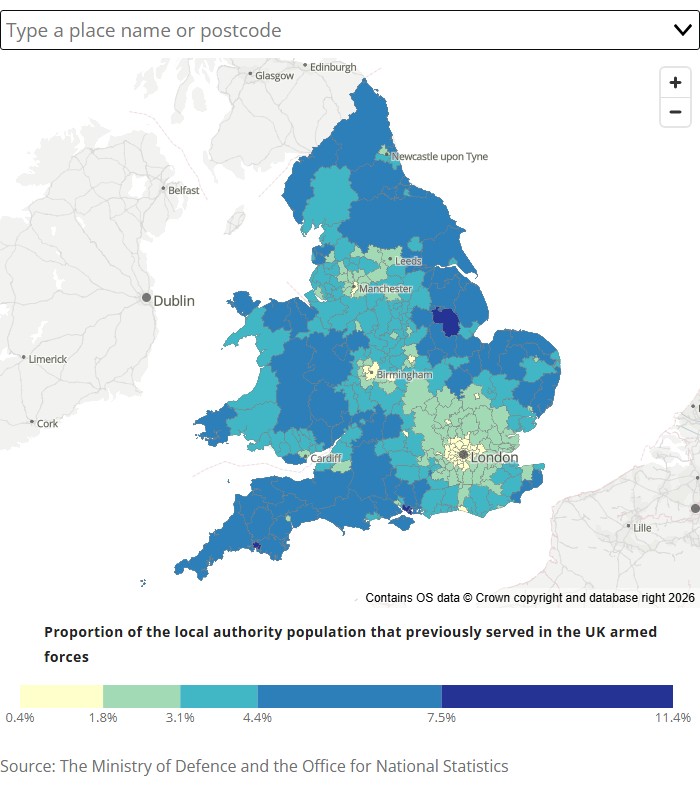 Type a place name or postcode
Edinburgh
Glasgow
+
−
Newcastle upon Tyne
Belfast
Leeds
Manchester
Dublin
Limerick
Birmingham
Cork
Cardiff
London
Lille
Contains OS data © Crown copyright and database right 2026
Proportion of the local authority population that previously served in the UK armed
forces
0.4% 1.8% 3.1% 4.4% 7.5% 11.4%
Source: The Ministry of Defence and the Office for National Statistics